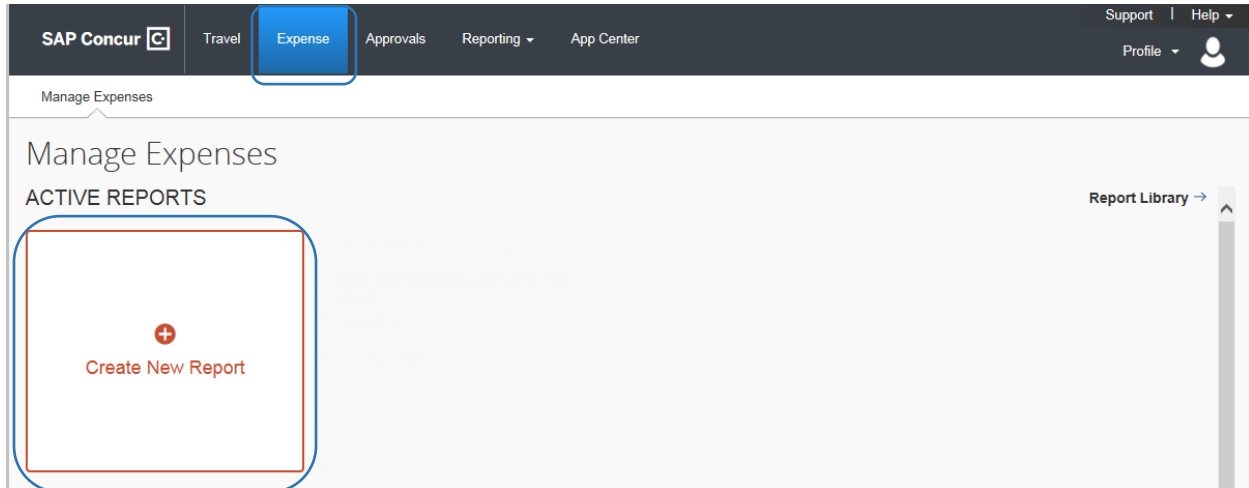 Support | Help
SAP Concur C Travel Expense Approvals Reporting App Center
Profile
Manage Expenses
Manage Expenses
ACTIVE REPORTS
Report Library →
Create New Report